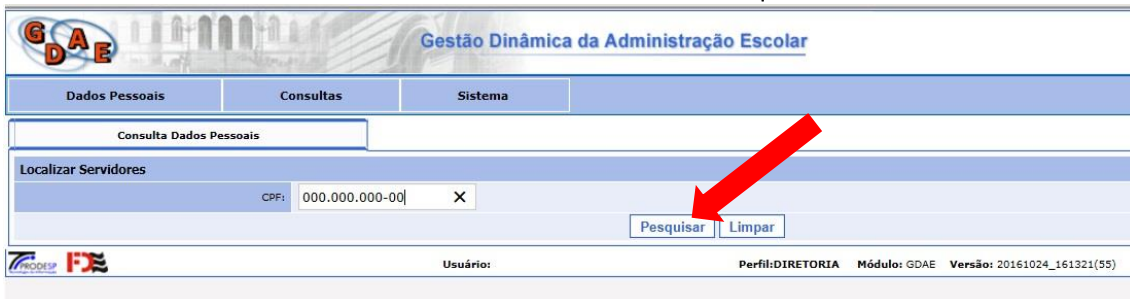 GDAE
Gestão Dinâmica da Administração Escolar
Dados Pessoais Consultas Sistema
Consulta Dados Pessoais
Localizar Servidores
CPF: 000.000.000-00 X
Pesquisar Limpar
PRODESP FDE Usuário: Perfil:DIRETORIA Módulo: GDAE Versão: 20161024_161321(55)